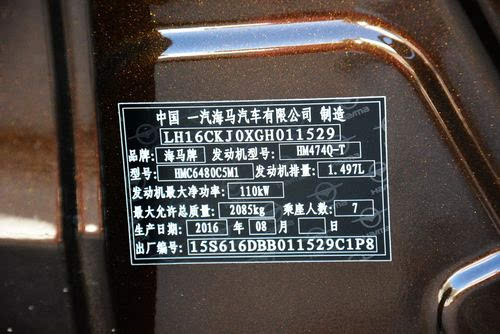 中国 一汽海马汽车有限公司 制造
LH16CKJ0XGH011529
品牌: 海马牌 发动机型号: HM474Q-T
型号: HMC6480C5M1 发动机排量: 1.497L
发动机最大净功率: 110kW
最大允许总质量: 2085kg 乘座人数: 7
生产日期: 2016 年 08 月 日
出厂编号: 15S616DBB011529C1P8